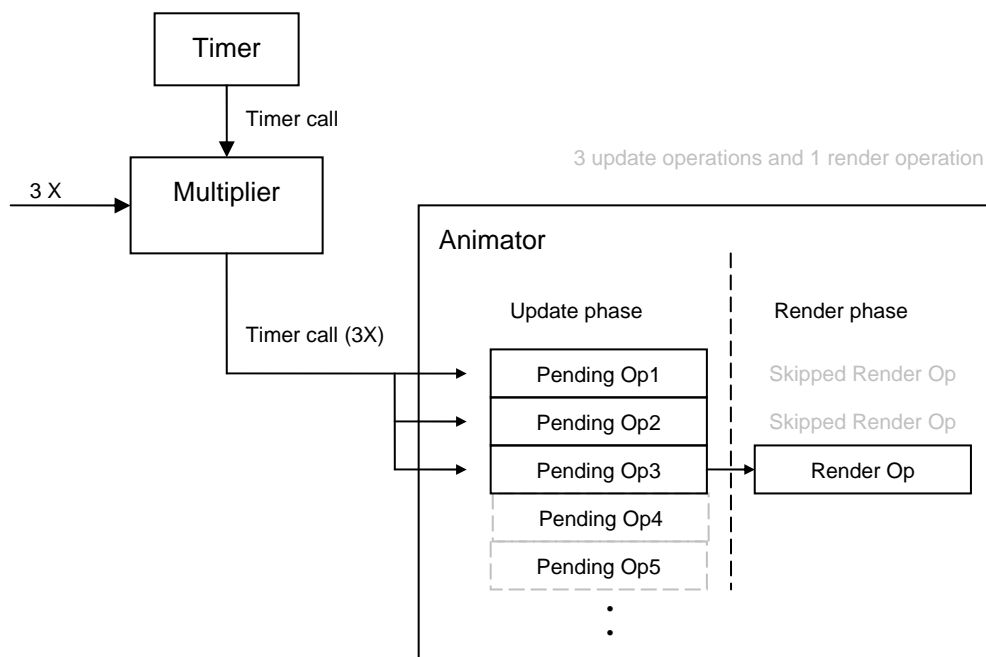 Timer
Timer call
3 update operations and 1 render operation
3 X
Multiplier
Animator
Update phase
Render phase
Timer call (3X)
Pending Op1
Skipped Render Op
Pending Op2
Skipped Render Op
Pending Op3
Render Op
Pending Op4
Pending Op5